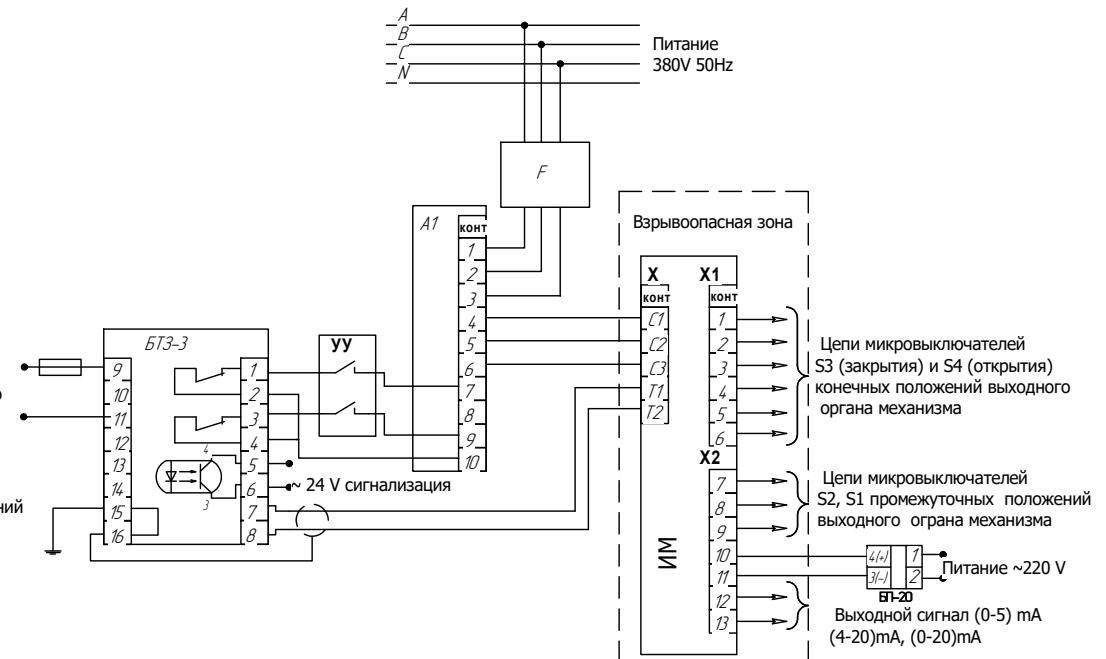 A
B
C
N
Питание
380V 50Hz
F
A1
конт
1
2
3
4
5
6
7
8
9
10
Взрывоопасная зона
X
конт
C1
C2
C3
T1
T2
X1
конт
1
2
3
4
5
6
X2
7
8
9
10
11
12
13
ИМ
Цепи микровыключателей
S3 (закрытия) и S4 (открытия)
конечных положений выходного
органа механизма
Цепи микровыключателей
S2, S1 промежуточных положений
выходного ограна механизма
4(+)
3(–)
1
2
БП-20
Питание ~220 V
Выходной сигнал (0-5) mA
(4-20)mA, (0-20)mA
БТЗ-3
9
10
11
12
13
14
15
16
1
2
3
4
5
6
7
8
4
3
УУ
~ 24 V сигнализация